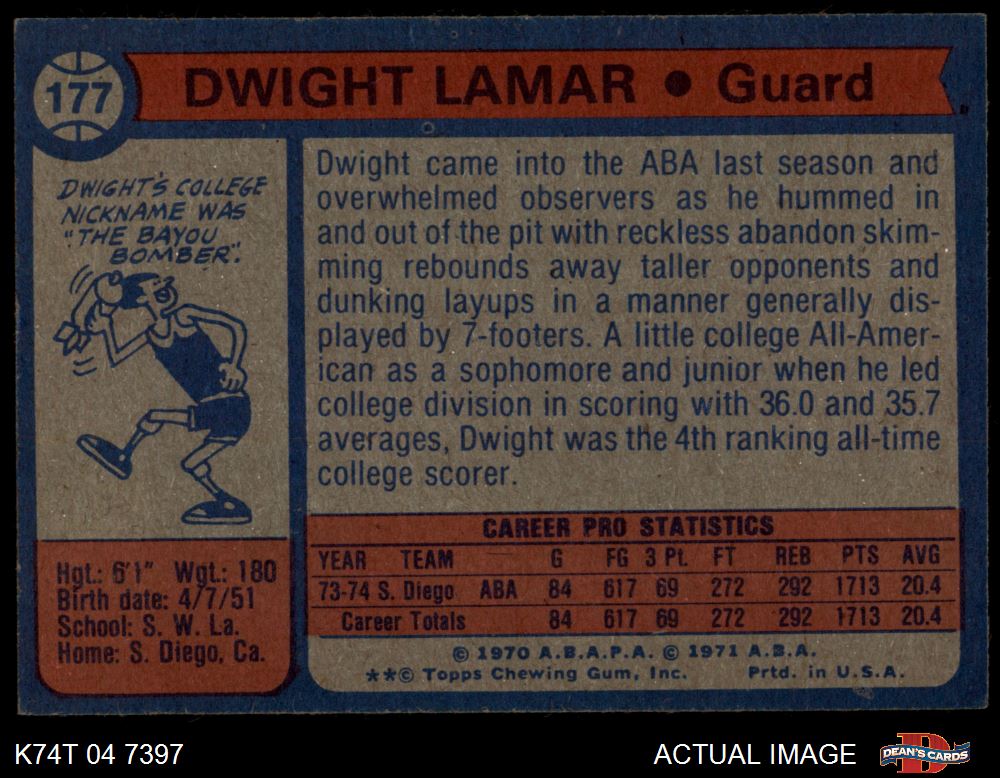 177
DWIGHT LAMAR ● Guard
DWIGHT'S COLLEGE
NICKNAME WAS
"THE BAYOU
BOMBER".
Hgt.: 6'1" Wgt.: 180
Birth date: 4/7/51
School: S. W. La.
Home: S. Diego, Ca.
Dwight came into the ABA last season and
overwhelmed observers as he hummed in
and out of the pit with reckless abandon skim-
ming rebounds away taller opponents and
dunking layups in a manner generally dis-
played by 7-footers. A little college All-Amer-
ican as a sophomore and junior when he led
college division in scoring with 36.0 and 35.7
averages, Dwight was the 4th ranking all-time
college scorer.
CAREER PRO STATISTICS
YEAR TEAM G FG 3 Pt. FT REB PTS AVG
73-74 S. Diego ABA 84 617 69 272 292 1713 20.4
Career Totals 84 617 69 272 292 1713 20.4
© 1970 A.B.A.P.A. © 1971 A.B.A.
**© Topps Chewing Gum, Inc. Prtd. in U.S.A.
K74T 04 7397
ACTUAL IMAGE
D
DEAN'S CARDS